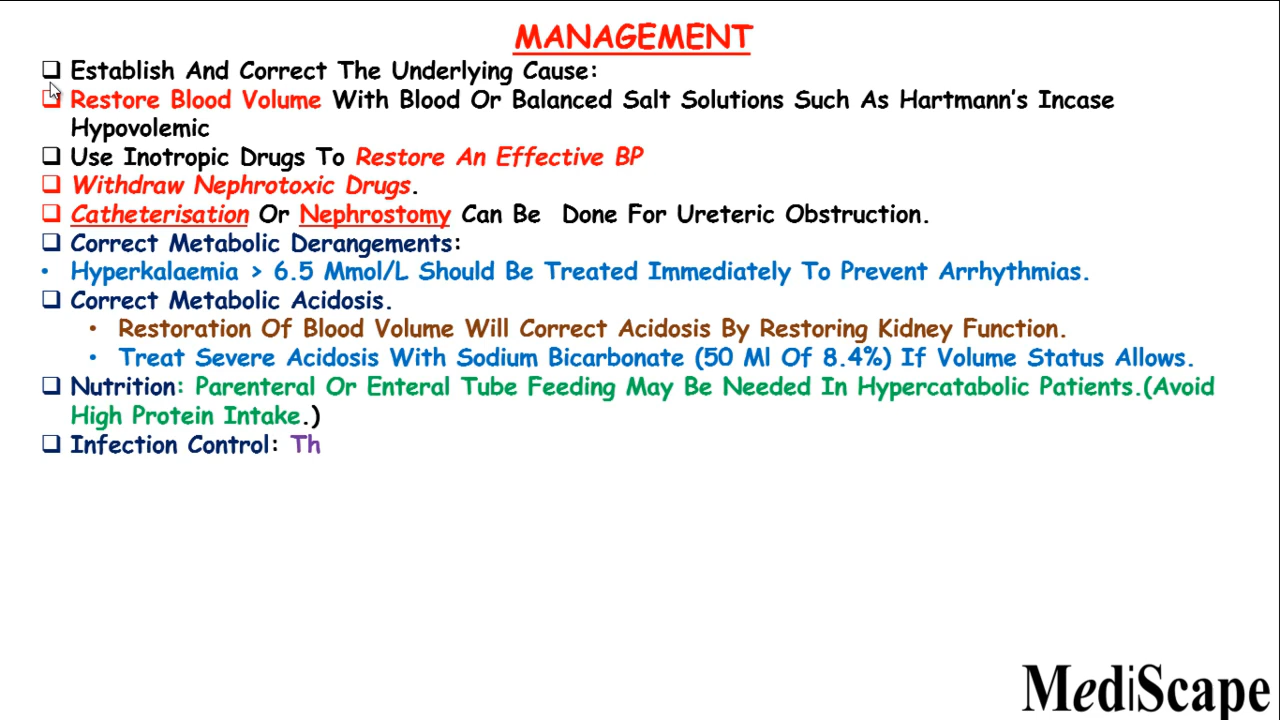 MANAGEMENT
Establish And Correct The Underlying Cause:
Restore Blood Volume With Blood Or Balanced Salt Solutions Such As Hartmann's Incase
Hypovolemic
Use Inotropic Drugs To Restore An Effective BP
Withdraw Nephrotoxic Drugs.
Catheterisation Or Nephrostomy Can Be Done For Ureteric Obstruction.
Correct Metabolic Derangements:
• Hyperkalaemia > 6.5 Mmol/L Should Be Treated Immediately To Prevent Arrhythmias.
Correct Metabolic Acidosis.
• Restoration Of Blood Volume Will Correct Acidosis By Restoring Kidney Function.
• Treat Severe Acidosis With Sodium Bicarbonate (50 Ml Of 8.4%) If Volume Status Allows.
Nutrition: Parenteral Or Enteral Tube Feeding May Be Needed In Hypercatabolic Patients.(Avoid
High Protein Intake.)
Infection Control: Th
MediScape